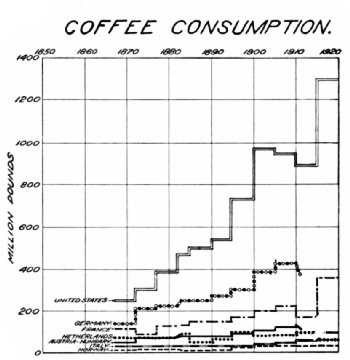 COFFEE CONSUMPTION.
1850 1860 1870 1880 1890 1900 1910 1920
1400
1200
1000
800
600
400
200
0
MILLION POUNDS
UNITED STATES
GERMANY
FRANCE
NETHERLANDS
AUSTRIA-HUNGARY
ITALY
NORWAY